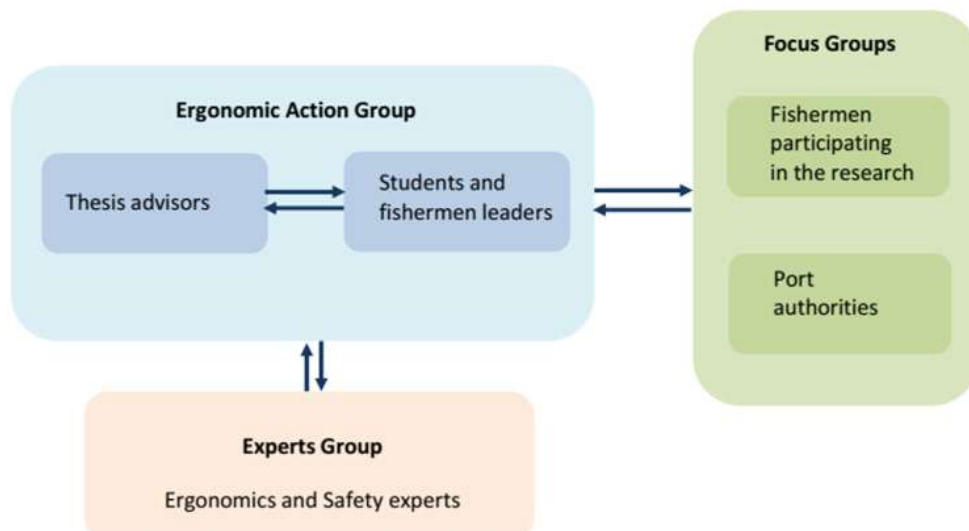 Ergonomic Action Group
Thesis advisors
Students and
fishermen leaders
Focus Groups
Fishermen
participating
in the research
Port
authorities
Experts Group
Ergonomics and Safety experts